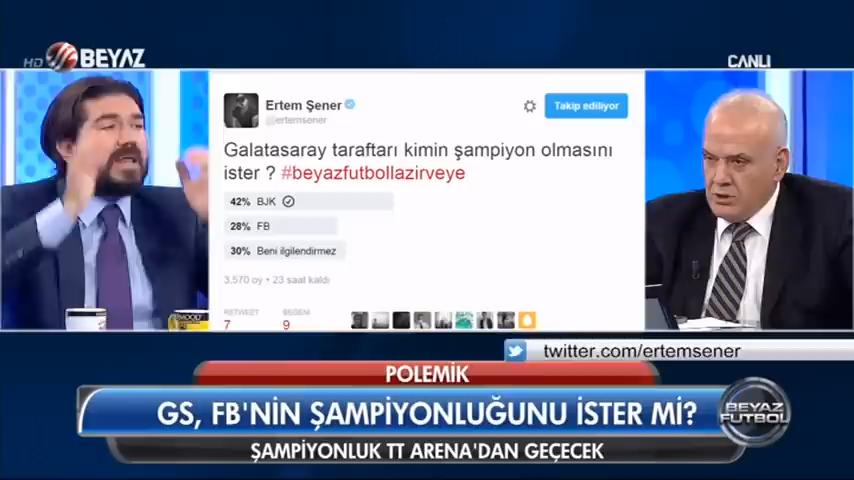 HD BEYAZ
CANLI
Ertem Şener
@ertemsener
Takip ediliyor
Galatasaray taraftarı kimin şampiyon olmasını
ister ? #beyazfutbollazirveye
42% BJK
28% FB
30% Beni ilgilendirmez
3,570 oy • 23 saat kaldı
RETWEET
BEĞENİ
7
9
twitter.com/ertemsener
POLEMİK
GS, FB'NİN ŞAMPİYONLUĞUNU İSTER Mİ?
BEYAZ
FUTBOL
ŞAMPİYONLUK TT ARENA'DAN GEÇECEK